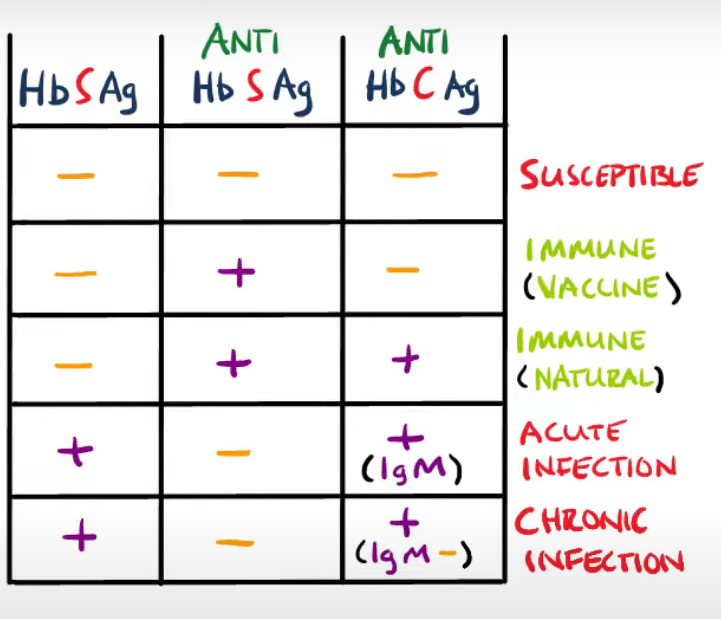 ANTI ANTI
HbSAg HbSAg HbCAg
− − − SUSCEPTIBLE
− + − IMMUNE
(VACCINE)
− + + IMMUNE
(NATURAL)
+ − + ACUTE
(IgM) INFECTION
+ − + CHRONIC
(IgM−) INFECTION